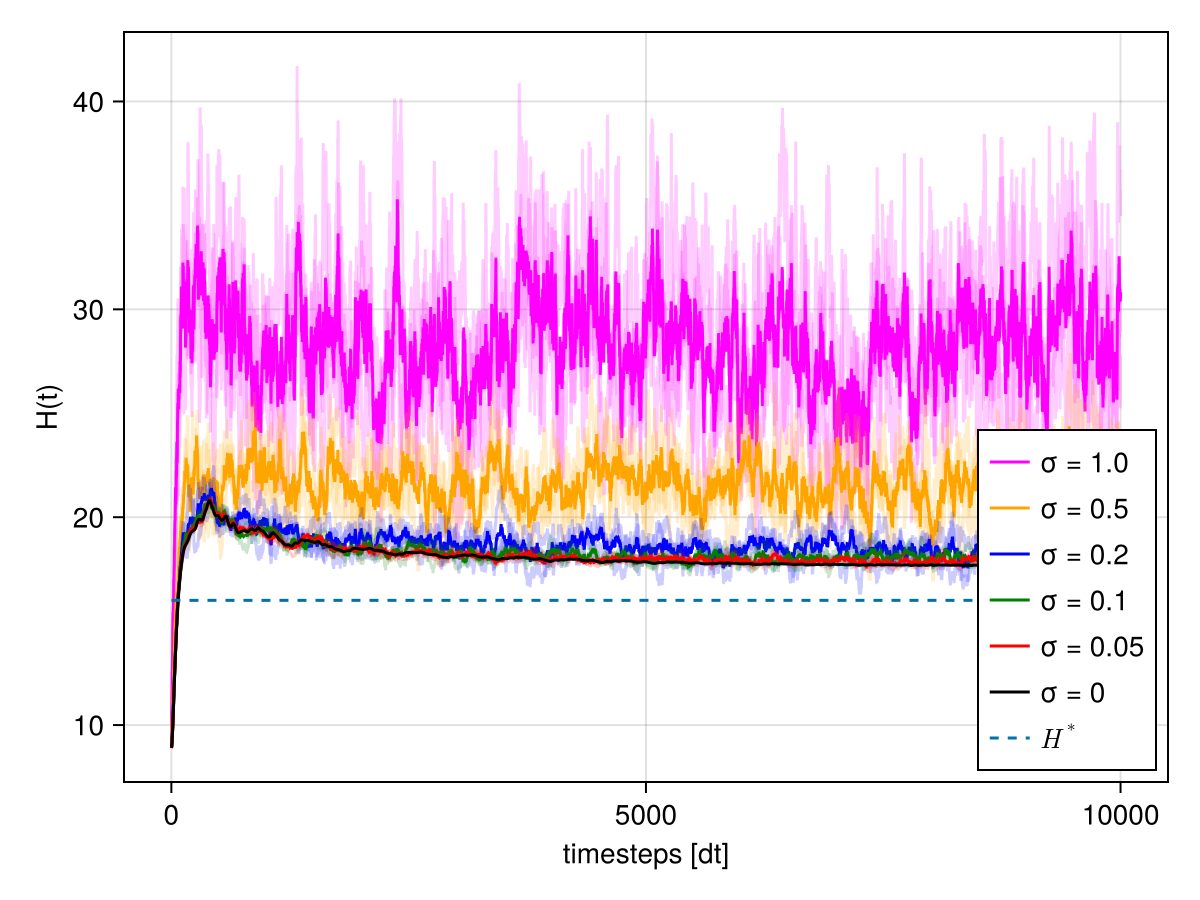 H(t)
40
30
20
10
0
5000
10000
timesteps [dt]
σ = 1.0
σ = 0.5
σ = 0.2
σ = 0.1
σ = 0.05
σ = 0
H*